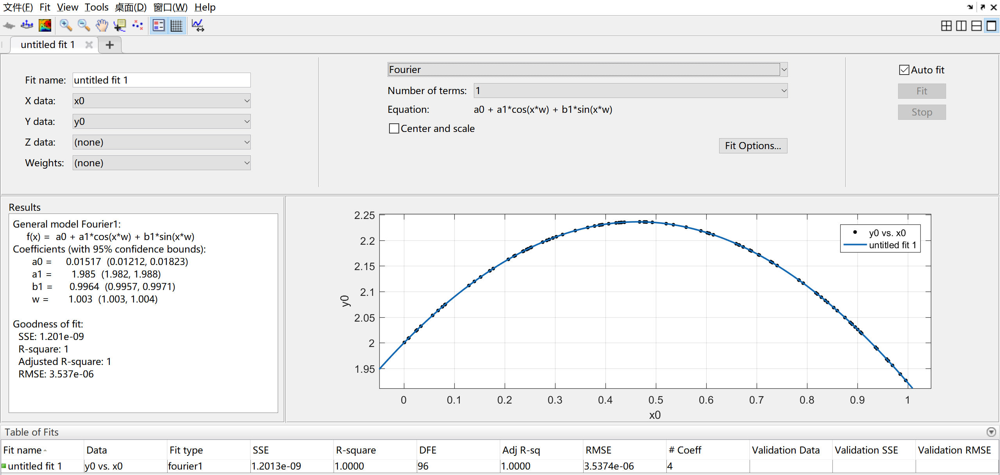 文件(F) Fit View Tools 桌面(D) 窗口(W) Help
untitled fit 1
Fit name: untitled fit 1
X data: x0
Y data: y0
Z data: (none)
Weights: (none)
Fourier
Number of terms: 1
Equation: a0 + a1*cos(x*w) + b1*sin(x*w)
Center and scale
Fit Options...
Auto fit
Fit
Stop
Results
General model Fourier1:
f(x) = a0 + a1*cos(x*w) + b1*sin(x*w)
Coefficients (with 95% confidence bounds):
a0 = 0.01517 (0.01212, 0.01823)
a1 = 1.985 (1.982, 1.988)
b1 = 0.9964 (0.9957, 0.9971)
w = 1.003 (1.003, 1.004)
Goodness of fit:
SSE: 1.201e-09
R-square: 1
Adjusted R-square: 1
RMSE: 3.537e-06
2.25
2.2
2.15
2.1
2.05
2
1.95
y0
y0 vs. x0
untitled fit 1
0 0.1 0.2 0.3 0.4 0.5 0.6 0.7 0.8 0.9 1
x0
Table of Fits
Fit name Data Fit type SSE R-square DFE Adj R-sq RMSE # Coeff Validation Data Validation SSE Validation RMSE
untitled fit 1 y0 vs. x0 fourier1 1.2013e-09 1.0000 96 1.0000 3.5374e-06 4